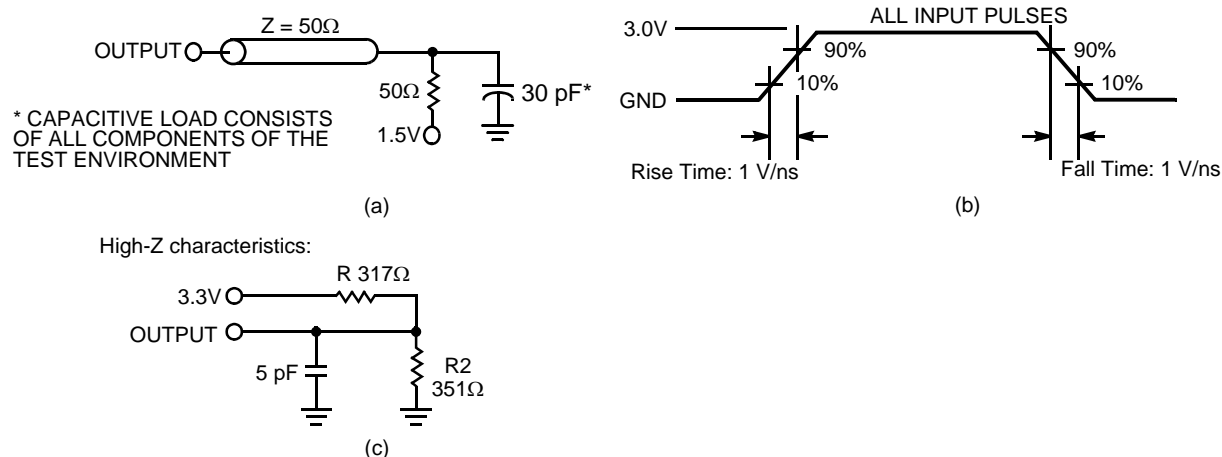 Z = 50Ω
OUTPUT
50Ω
30 pF*
1.5V
* CAPACITIVE LOAD CONSISTS
OF ALL COMPONENTS OF THE
TEST ENVIRONMENT
(a)
ALL INPUT PULSES
3.0V
90%
10%
GND
90%
10%
Rise Time: 1 V/ns
Fall Time: 1 V/ns
(b)
High-Z characteristics:
R 317Ω
3.3V
OUTPUT
5 pF
R2
351Ω
(c)